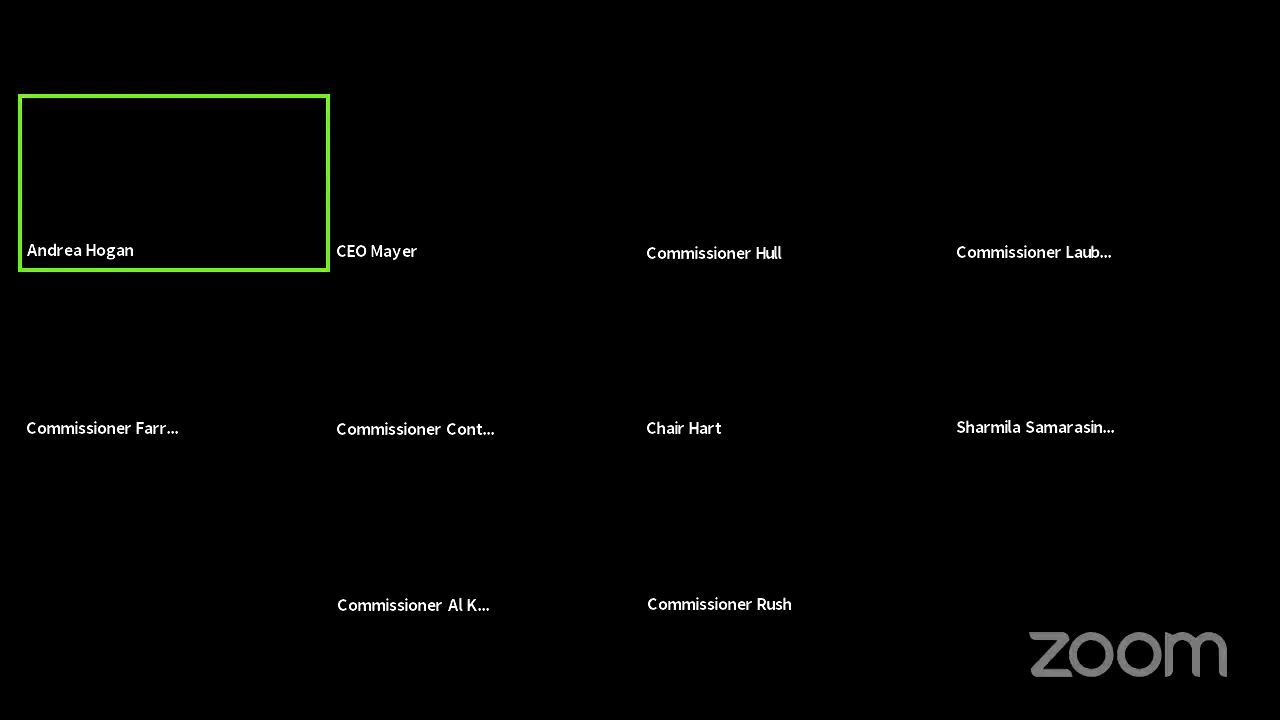 Andrea Hogan
CEO Mayer
Commissioner Hull
Commissioner Laub...
Commissioner Farr...
Commissioner Cont...
Chair Hart
Sharmila Samarasin...
Commissioner Al K...
Commissioner Rush
zoom